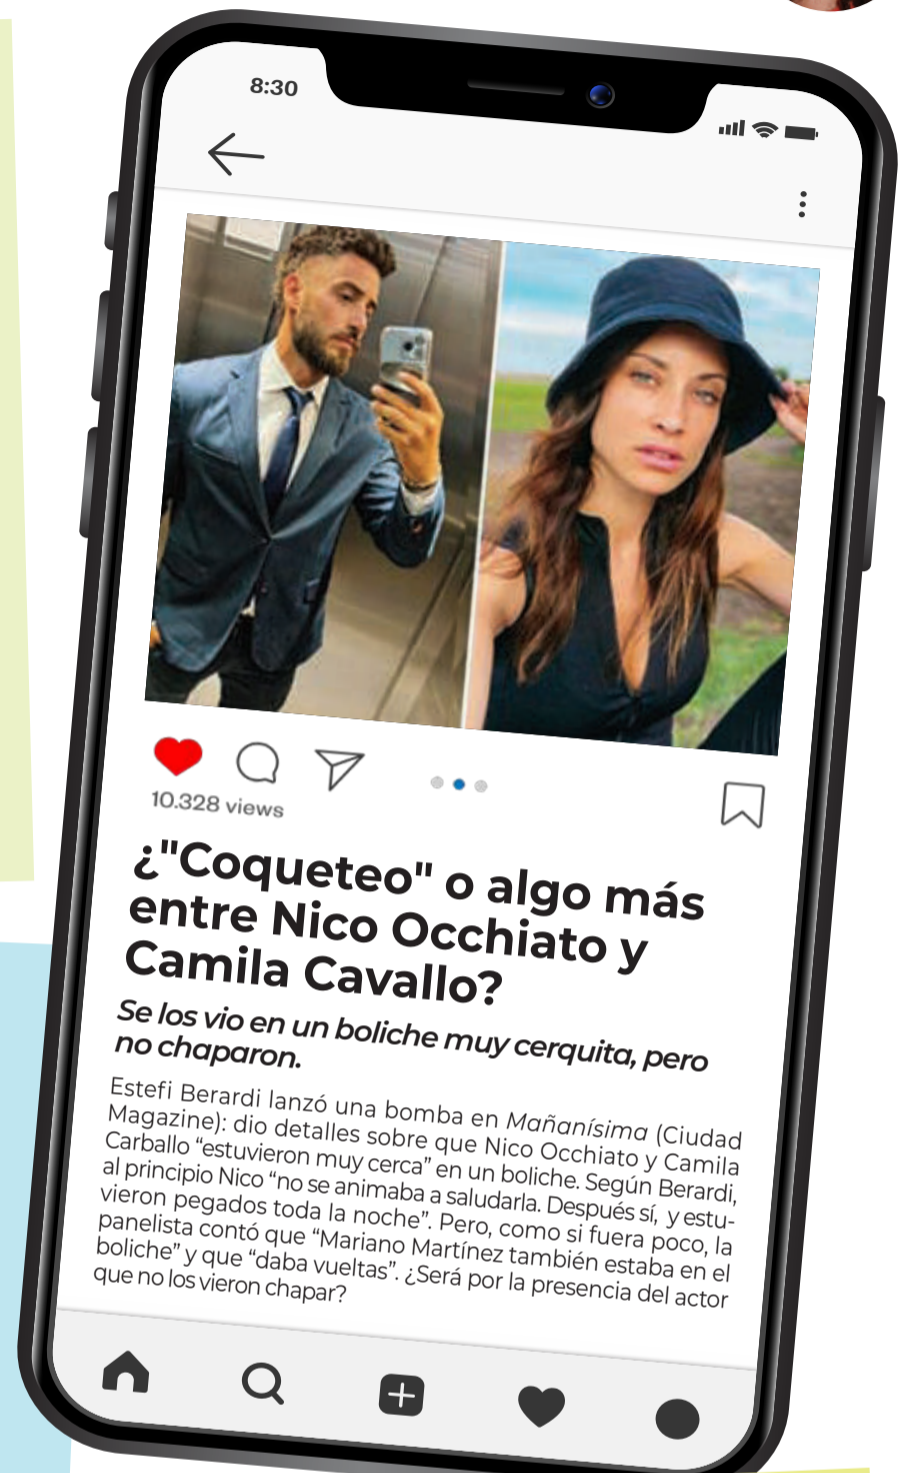 8:30
10.328 views
¿"Coqueteo" o algo más
entre Nico Occhiato y
Camila Cavallo?
Se los vio en un boliche muy cerquita, pero
no chaparon.
Estefi Berardi lanzó una bomba en Mañanísima (Ciudad
Magazine): dio detalles sobre que Nico Occhiato y Camila
Carballo “estuvieron muy cerca” en un boliche. Según Berardi,
al principio Nico “no se animaba a saludarla. Después sí, y estu-
vieron pegados toda la noche”. Pero, como si fuera poco, la
panelista contó que “Mariano Martínez también estaba en el
boliche” y que “daba vueltas”. ¿Será por la presencia del actor
que no los vieron chapar?